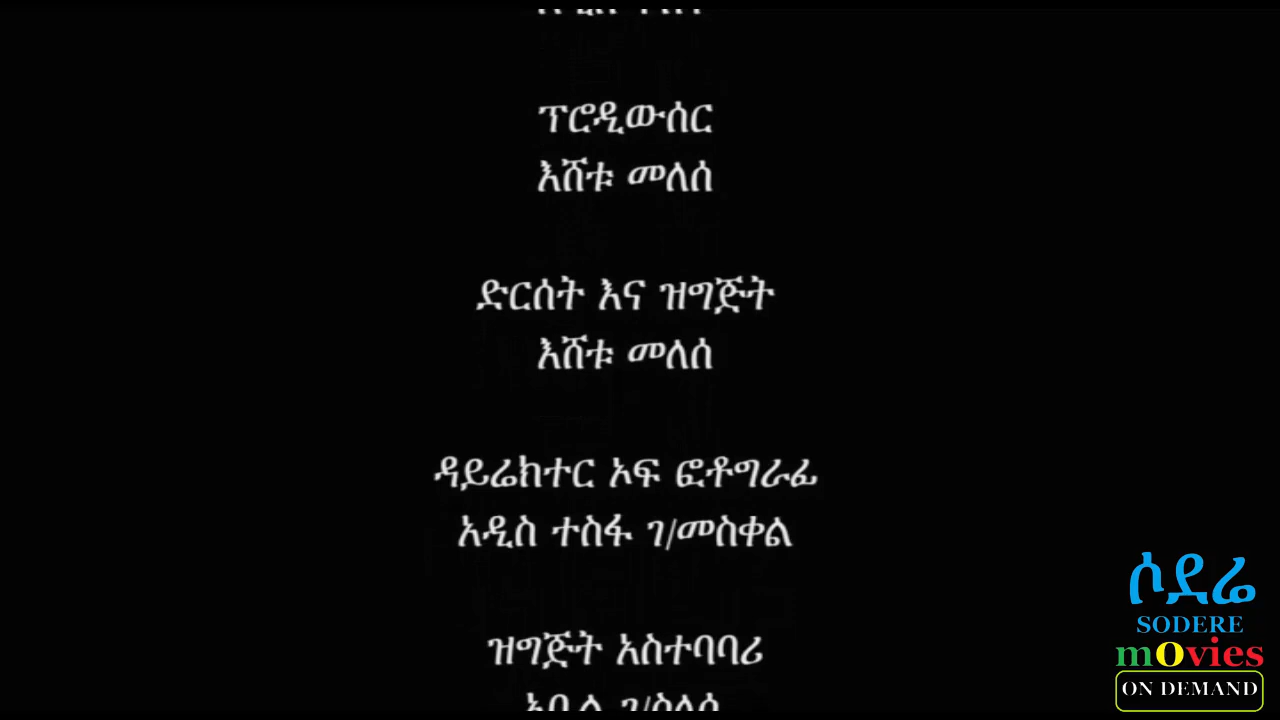 ፕሮዲውሰር
እሸቱ መለሰ
ድርሰት እና ዝግጅት
እሸቱ መለሰ
ዳይሬክተር ኦፍ ፎቶግራፊ
አዲስ ተስፋ ገ/መስቀል
ዝግጅት አስተባባሪ
ሶደሬ
SODERE
mOvies
ON DEMAND